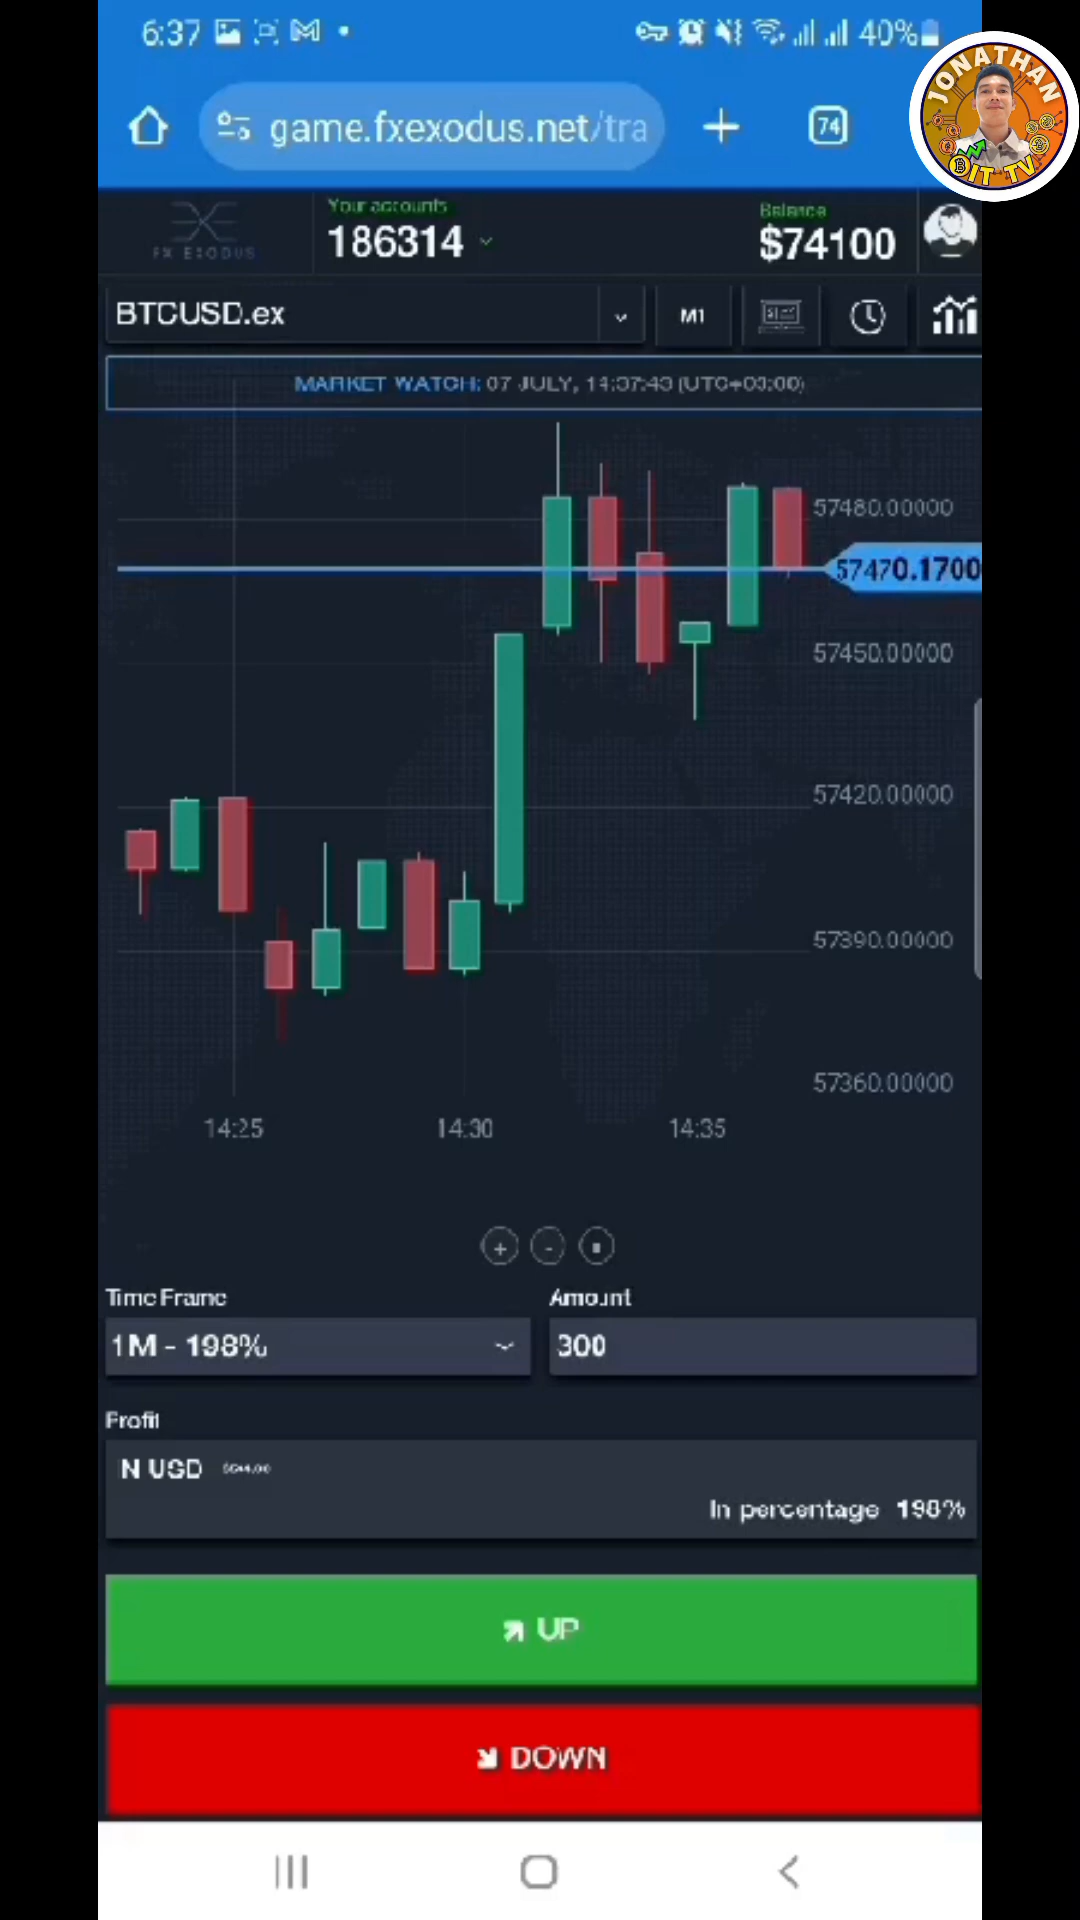 6:37
40%
JONATHAN
BIT TV
game.fxexodus.net/tra
74
FX EXODUS
Your accounts
186314
Balance
$74100
BTCUSD.ex
M1
MARKET WATCH: 07 JULY, 14:37:43 (UTC+03:00)
57480.00000
57470.1700
57450.00000
57420.00000
57390.00000
57360.00000
14:25
14:30
14:35
Time Frame
Amount
1M - 198%
300
Profit
N USD
In percentage 198%
UP
DOWN